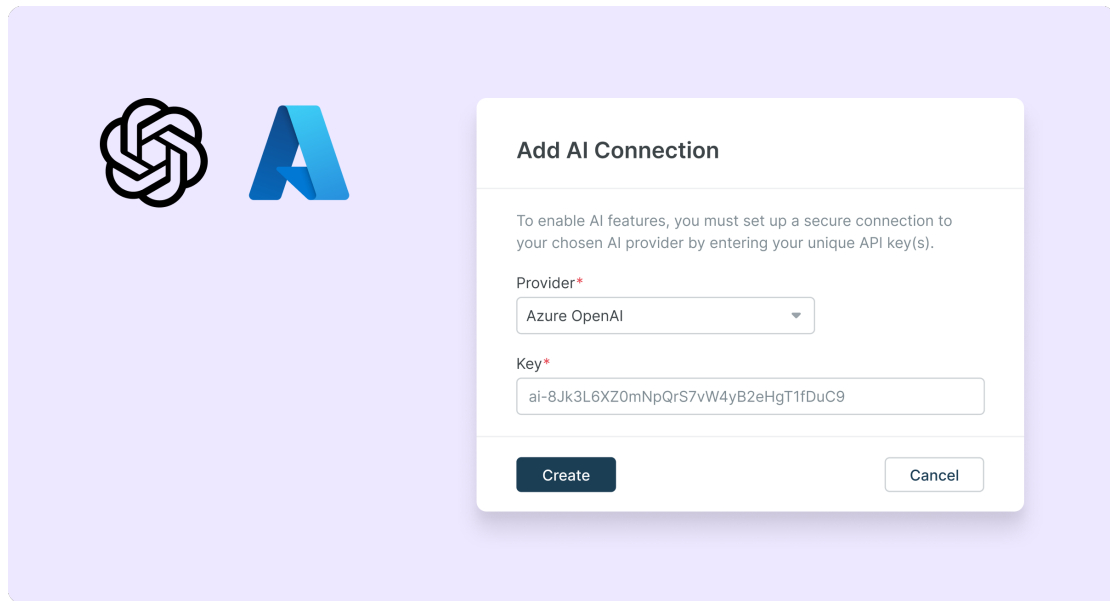 Add AI Connection
To enable AI features, you must set up a secure connection to
your chosen AI provider by entering your unique API key(s).
Provider*
Azure OpenAI
Key*
ai-8Jk3L6XZ0mNpQrS7vW4yB2eHgT1fDuC9
Create
Cancel